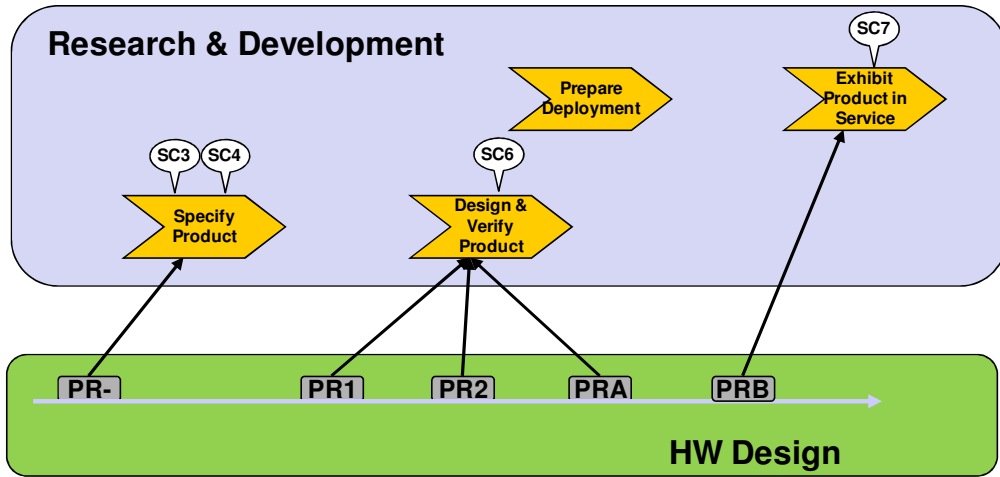 Research & Development
SC7
Exhibit
Product in
Service
Prepare
Deployment
SC3
SC4
SC6
Specify
Product
Design &
Verify
Product
PR-
PR1
PR2
PRA
PRB
HW Design